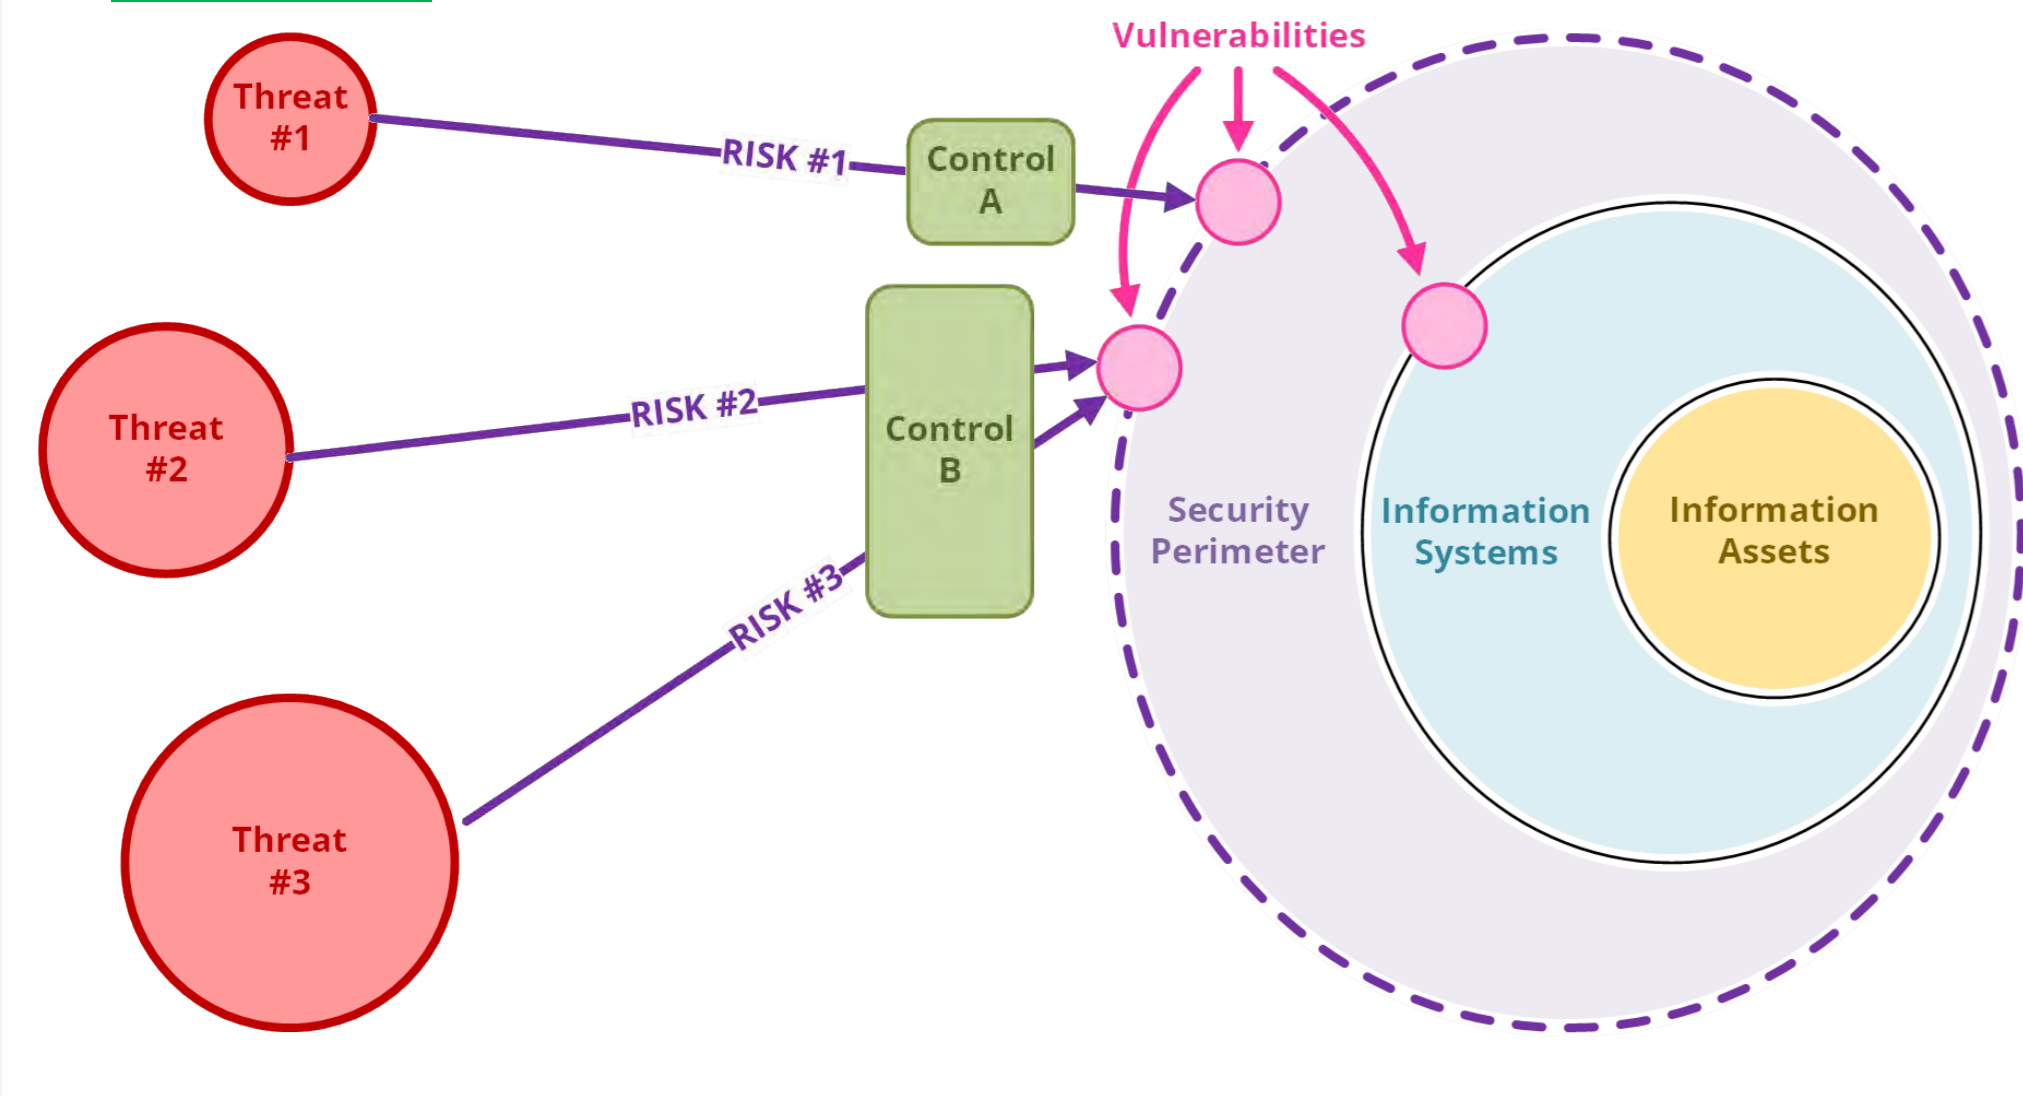 Vulnerabilities
Threat
#1
RISK #1
Control
A
Threat
#2
RISK #2
Control
B
RISK #3
Threat
#3
Security
Perimeter
Information
Systems
Information
Assets